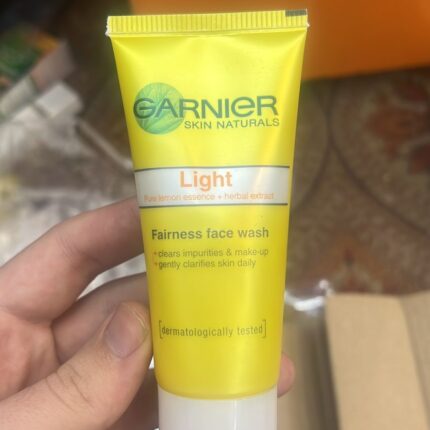 GARNIER
SKIN NATURALS
Light
Pure lemon essence + herbal extract
Fairness face wash
+ clears impurities & make-up
+ gently clarifies skin daily
[dermatologically tested]